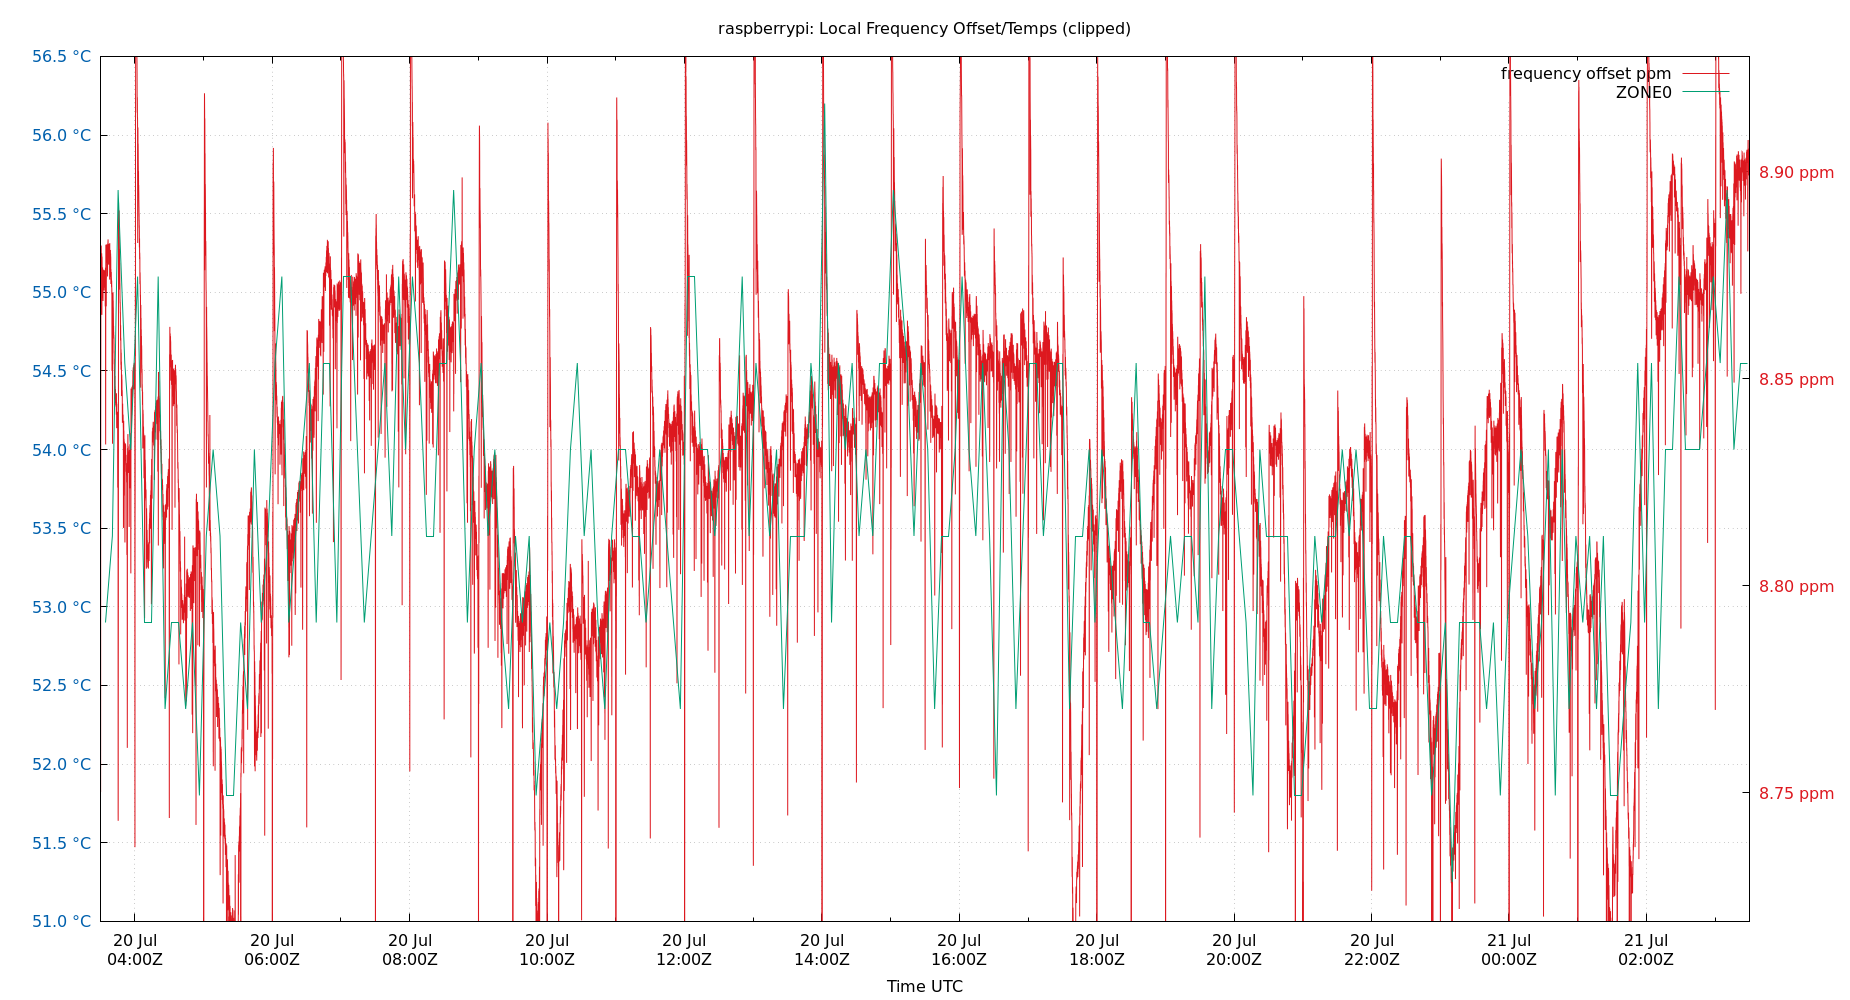 raspberrypi: Local Frequency Offset/Temps (clipped)
frequency offset ppm
ZONE0
56.5 °C
56.0 °C
55.5 °C
55.0 °C
54.5 °C
54.0 °C
53.5 °C
53.0 °C
52.5 °C
52.0 °C
51.5 °C
51.0 °C
8.90 ppm
8.85 ppm
8.80 ppm
8.75 ppm
20 Jul 20 Jul 20 Jul 20 Jul 20 Jul 20 Jul 20 Jul 20 Jul 20 Jul 20 Jul 21 Jul 21 Jul
04:00Z 06:00Z 08:00Z 10:00Z 12:00Z 14:00Z 16:00Z 18:00Z 20:00Z 22:00Z 00:00Z 02:00Z
Time UTC